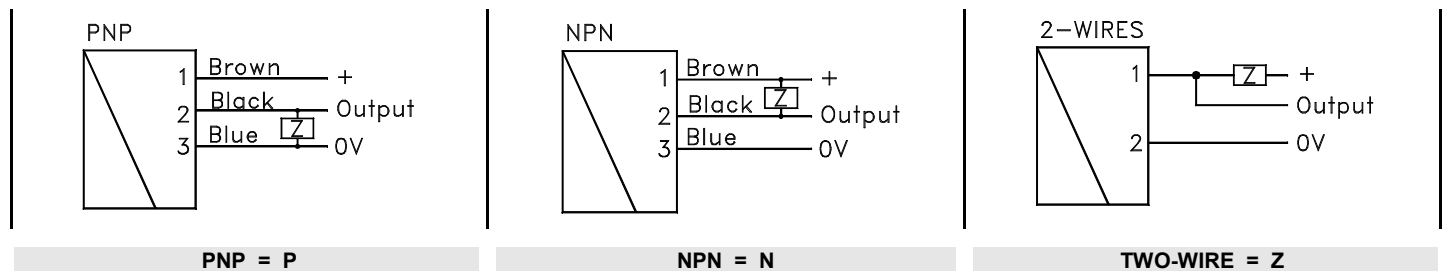 PNP
1 Brown +
2 Black Output
Z
3 Blue 0V
PNP = P
NPN
1 Brown +
Z
2 Black Output
3 Blue 0V
NPN = N
2-WIRES
1 Z +
Output
2 0V
TWO-WIRE = Z